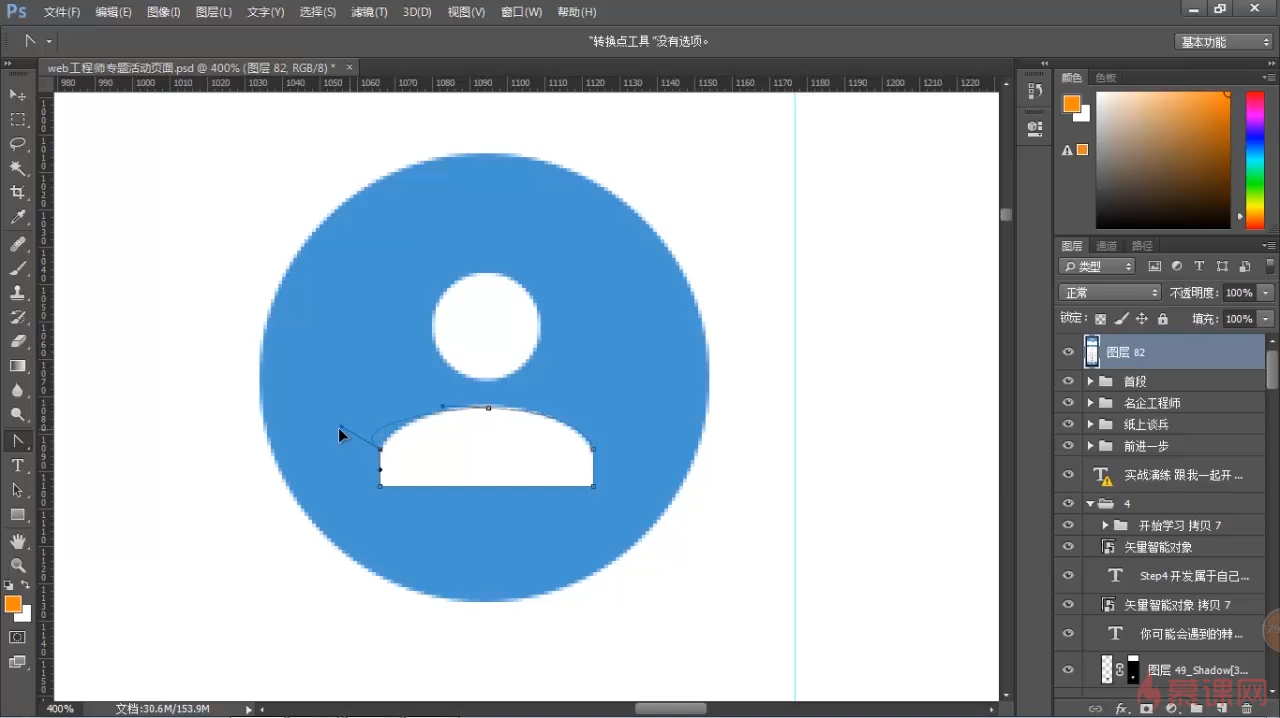 Ps 文件(F) 编辑(E) 图像(I) 图层(L) 文字(Y) 选择(S) 滤镜(T) 3D(D) 视图(V) 窗口(W) 帮助(H)
"转换点工具"没有选项。
基本功能
web工程师专题活动页面.psd @ 400% (图层 82, RGB/8) *
980 990 1000 1010 1020 1030 1040 1050 1060 1070 1080 1090 1100 1110 1120 1130 1140 1150 1160 1170 1180 1190 1200 1210 1220
颜色 色板
图层 通道 路径
类型
正常 不透明度: 100%
锁定: 填充: 100%
图层 82
首段
名企工程师
纸上谈兵
前进一步
实战演练 跟我一起开...
4
开始学习 拷贝 7
矢量智能对象
Step4 开发属于自己...
矢量智能对象 拷贝 7
你可能会遇到的棘...
图层 49_Shadow[3...
慕课网
400% 文档:30.6M/153.9M